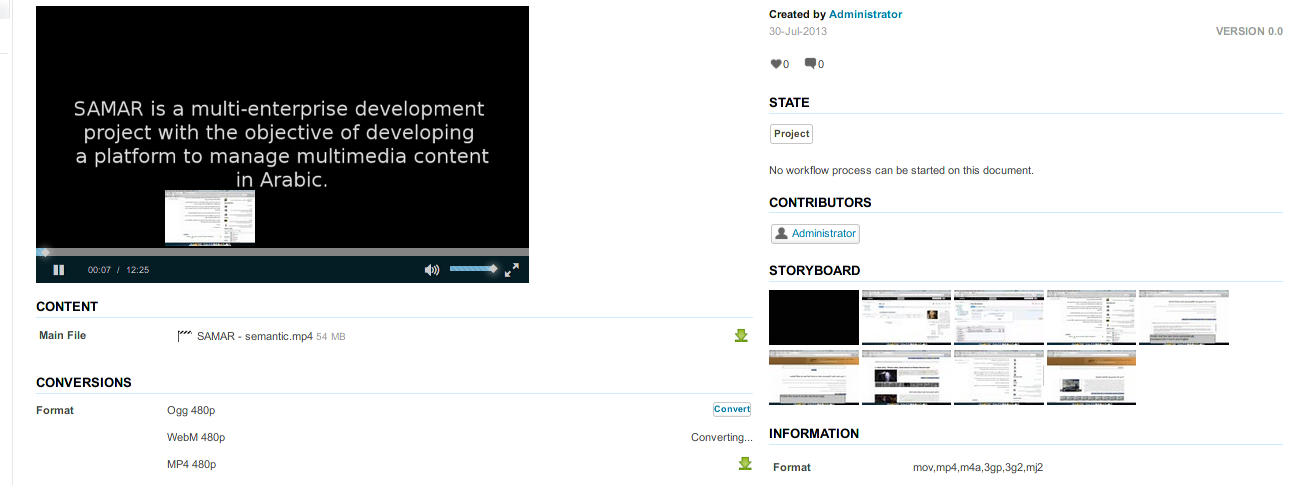 SAMAR is a multi-enterprise development
project with the objective of developing
a platform to manage multimedia content
in Arabic.
00:07 / 12:25
CONTENT
Main File SAMAR - semantic.mp4 54 MB
CONVERSIONS
Format Ogg 480p Convert
WebM 480p Converting...
MP4 480p
Created by Administrator
30-Jul-2013 VERSION 0.0
0 0
STATE
Project
No workflow process can be started on this document.
CONTRIBUTORS
Administrator
STORYBOARD
INFORMATION
Format mov,mp4,m4a,3gp,3g2,mj2